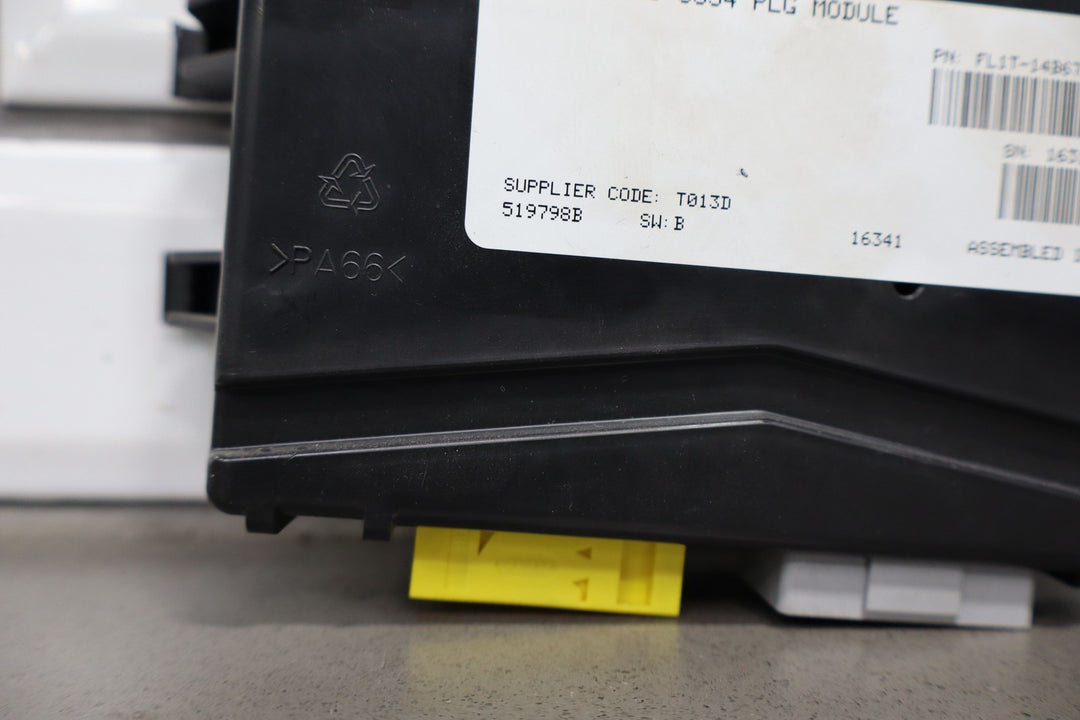 PLG MODULE
PN: FL1T-14B67
SN: 163
SUPPLIER CODE: T013D
519798B SW:B
16341 ASSEMBLED
>PA66<